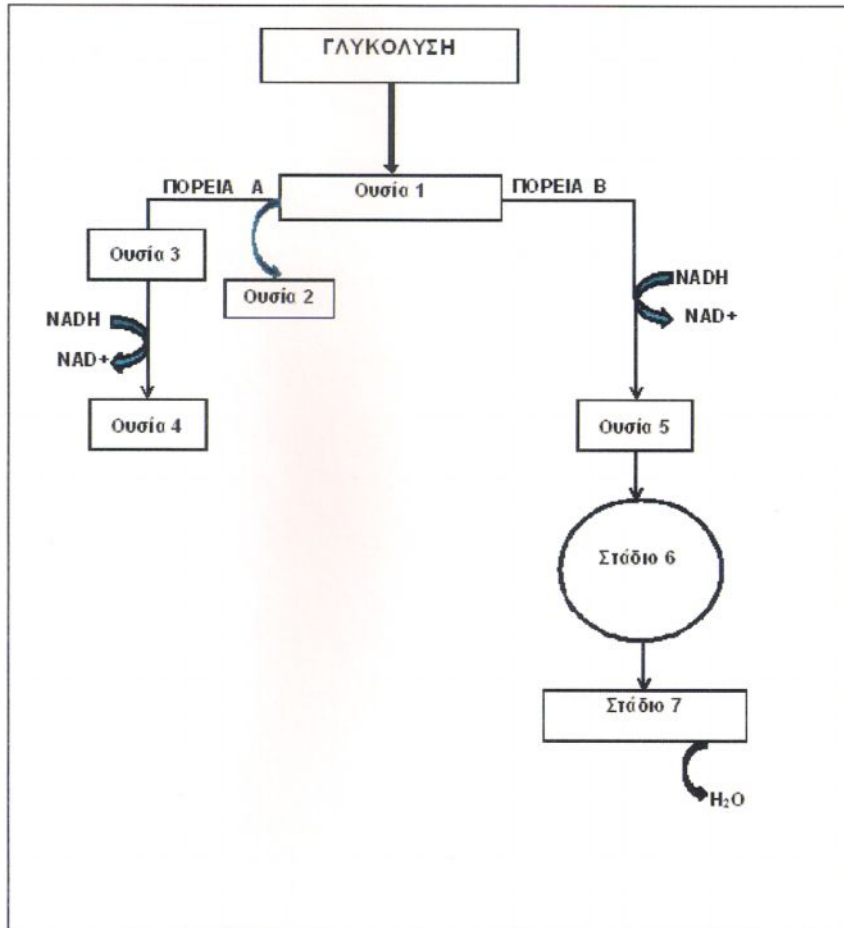 ΓΛΥΚΟΛΥΣΗ
ΠΟΡΕΙΑ Α
Ουσία 1
ΠΟΡΕΙΑ Β
Ουσία 3
Ουσία 2
NADH
NAD+
NADH
NAD+
Ουσία 4
Ουσία 5
Στάδιο 6
Στάδιο 7
H₂O